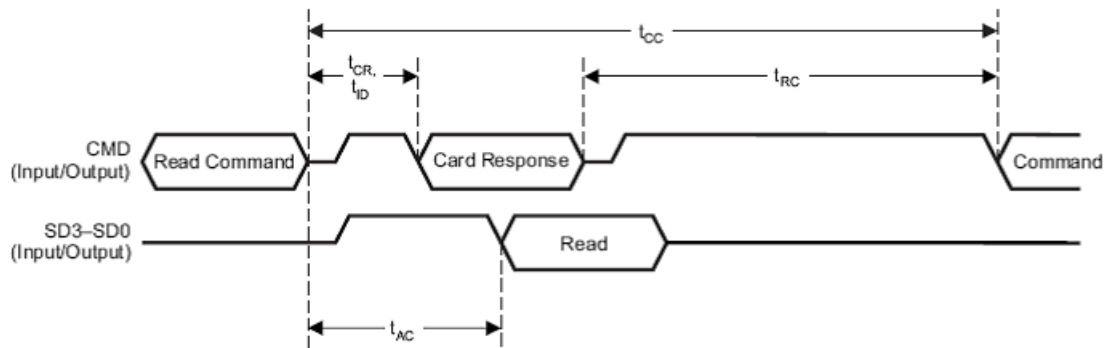 tCC
tCR,
tID
tRC
CMD
(Input/Output)
Read Command
Card Response
Command
SD3–SD0
(Input/Output)
Read
tAC